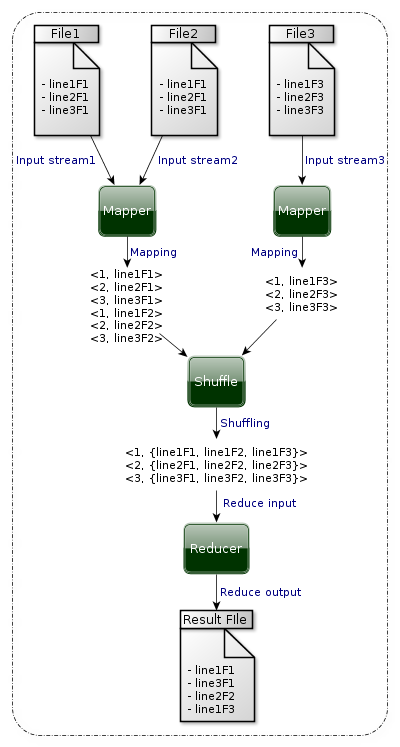 File1
File2
File3
- line1F1
- line2F1
- line3F1
- line1F1
- line2F1
- line3F1
- line1F3
- line2F3
- line3F3
Input stream1
Input stream2
Input stream3
Mapper
Mapper
Mapping
Mapping
<1, line1F1>
<2, line2F1>
<3, line3F1>
<1, line1F2>
<2, line2F2>
<3, line3F2>
<1, line1F3>
<2, line2F3>
<3, line3F3>
Shuffle
Shuffling
<1, {line1F1, line1F2, line1F3}>
<2, {line2F1, line2F2, line2F3}>
<3, {line3F1, line3F2, line3F3}>
Reduce input
Reducer
Reduce output
Result FIle
- line1F1
- line3F1
- line2F2
- line1F3